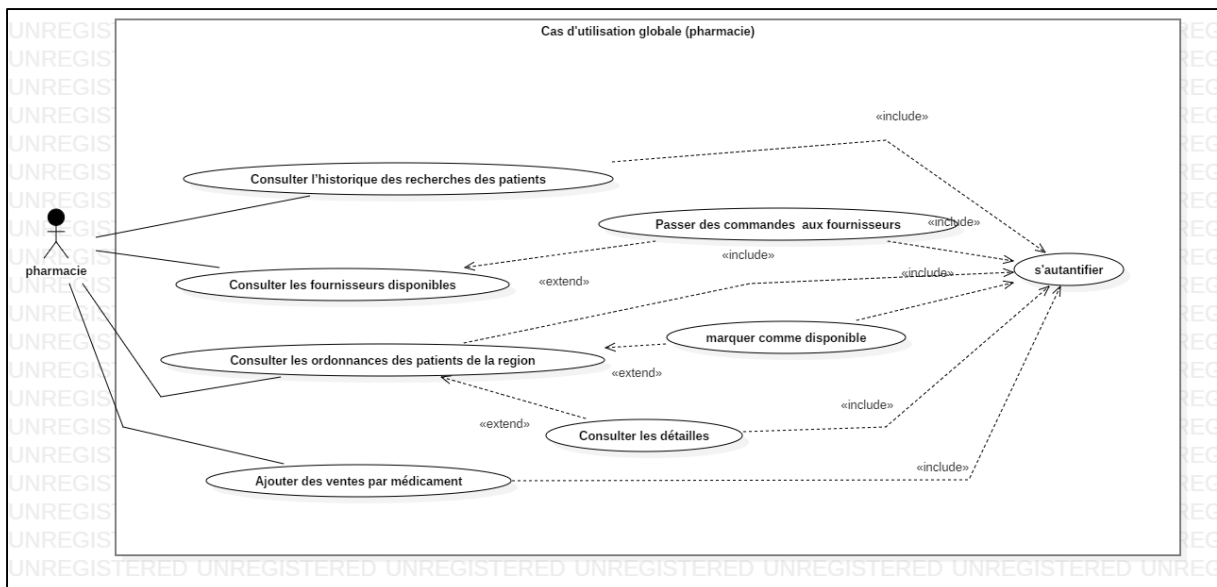 Cas d'utilisation globale (pharmacie)
«include»
Consulter l'historique des recherches des patients
Passer des commandes aux fournisseurs
«include»
pharmacie
«include»
«include»
s'autantifier
Consulter les fournisseurs disponibles
«extend»
marquer comme disponible
Consulter les ordonnances des patients de la region
«extend»
«include»
«extend»
Consulter les détailles
«include»
Ajouter des ventes par médicament
UNREGISTERED UNREGISTERED UNREGISTERED UNREGISTERED UNREGISTERED UNREGISTERED UNREG